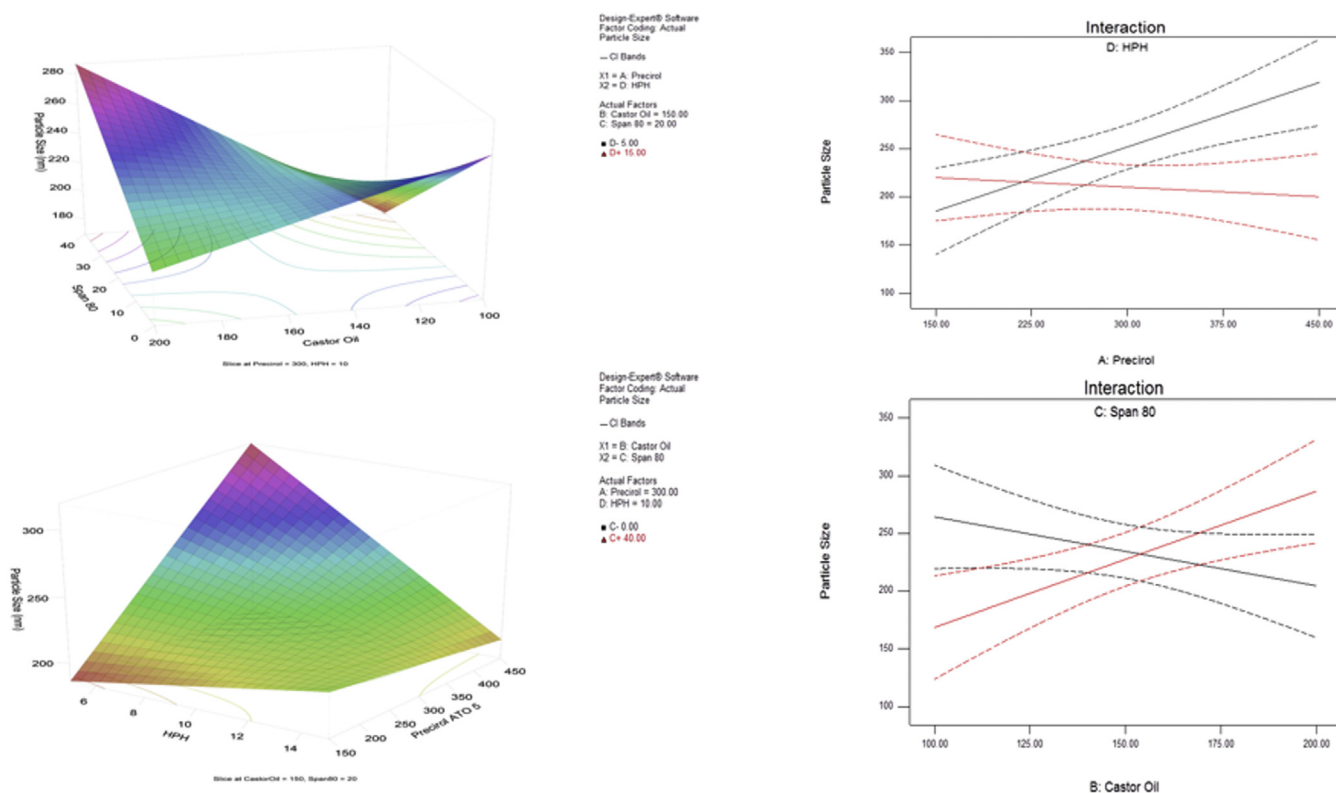 280
260
240
220
200
180
Particle Size (nm)
40
30
20
10
0
Span 80
200
180
160
140
120
100
Castor Oil
Slice at Precirol = 300, HPH = 10
Design-Expert® Software
Factor Coding: Actual
Particle Size
CI Bands
X1 = A: Precirol
X2 = D: HPH
Actual Factors
B: Castor Oil = 150.00
C: Span 80 = 20.00
D- 5.00
D+ 15.00
Interaction
D: HPH
350
300
250
200
150
100
Particle Size
150.00
225.00
300.00
375.00
450.00
A: Precirol
300
250
200
Particle Size (nm)
6
8
10
12
14
HPH
150
200
250
300
350
400
450
Precirol ATO 5
Slice at CastorOil = 150, Span80 = 20
Design-Expert® Software
Factor Coding: Actual
Particle Size
CI Bands
X1 = B: Castor Oil
X2 = C: Span 80
Actual Factors
A: Precirol = 300.00
D: HPH = 10.00
C- 0.00
C+ 40.00
Interaction
C: Span 80
350
300
250
200
150
100
Particle Size
100.00
125.00
150.00
175.00
200.00
B: Castor Oil